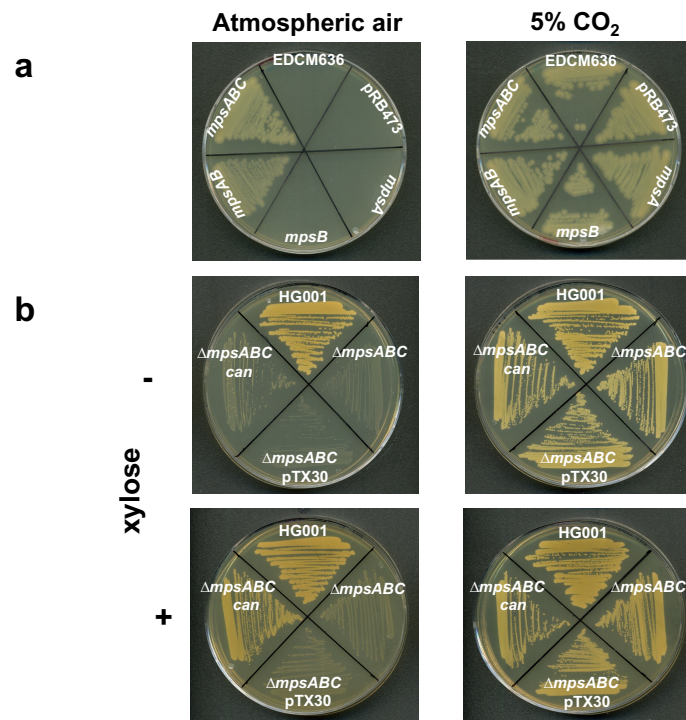 Atmospheric air
5% CO₂
a
EDCM636
mpsABC
pRB473
mpsAB
mpsA
mpsB
EDCM636
mpsABC
pRB473
mpsAB
mpsA
mpsB
b
-
xylose
+
HG001
ΔmpsABC
can
ΔmpsABC
ΔmpsABC
pTX30
HG001
ΔmpsABC
can
ΔmpsABC
ΔmpsABC
pTX30
HG001
ΔmpsABC
can
ΔmpsABC
ΔmpsABC
pTX30
HG001
ΔmpsABC
can
ΔmpsABC
ΔmpsABC
pTX30